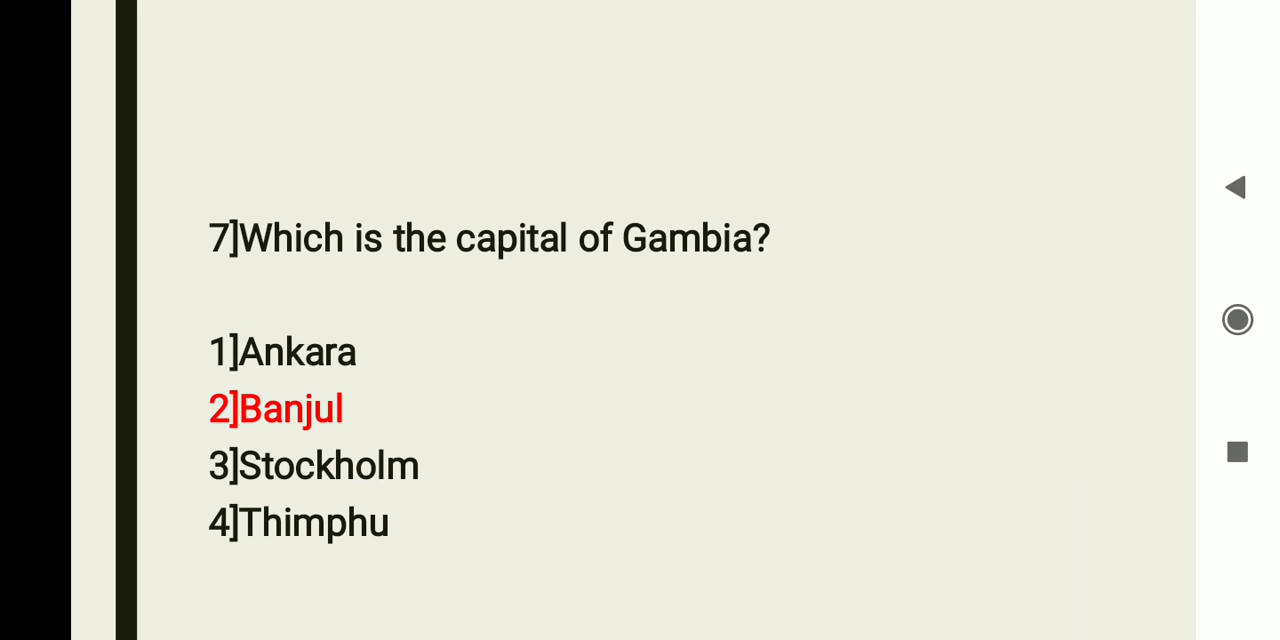 7]Which is the capital of Gambia?
1]Ankara
2]Banjul
3]Stockholm
4]Thimphu